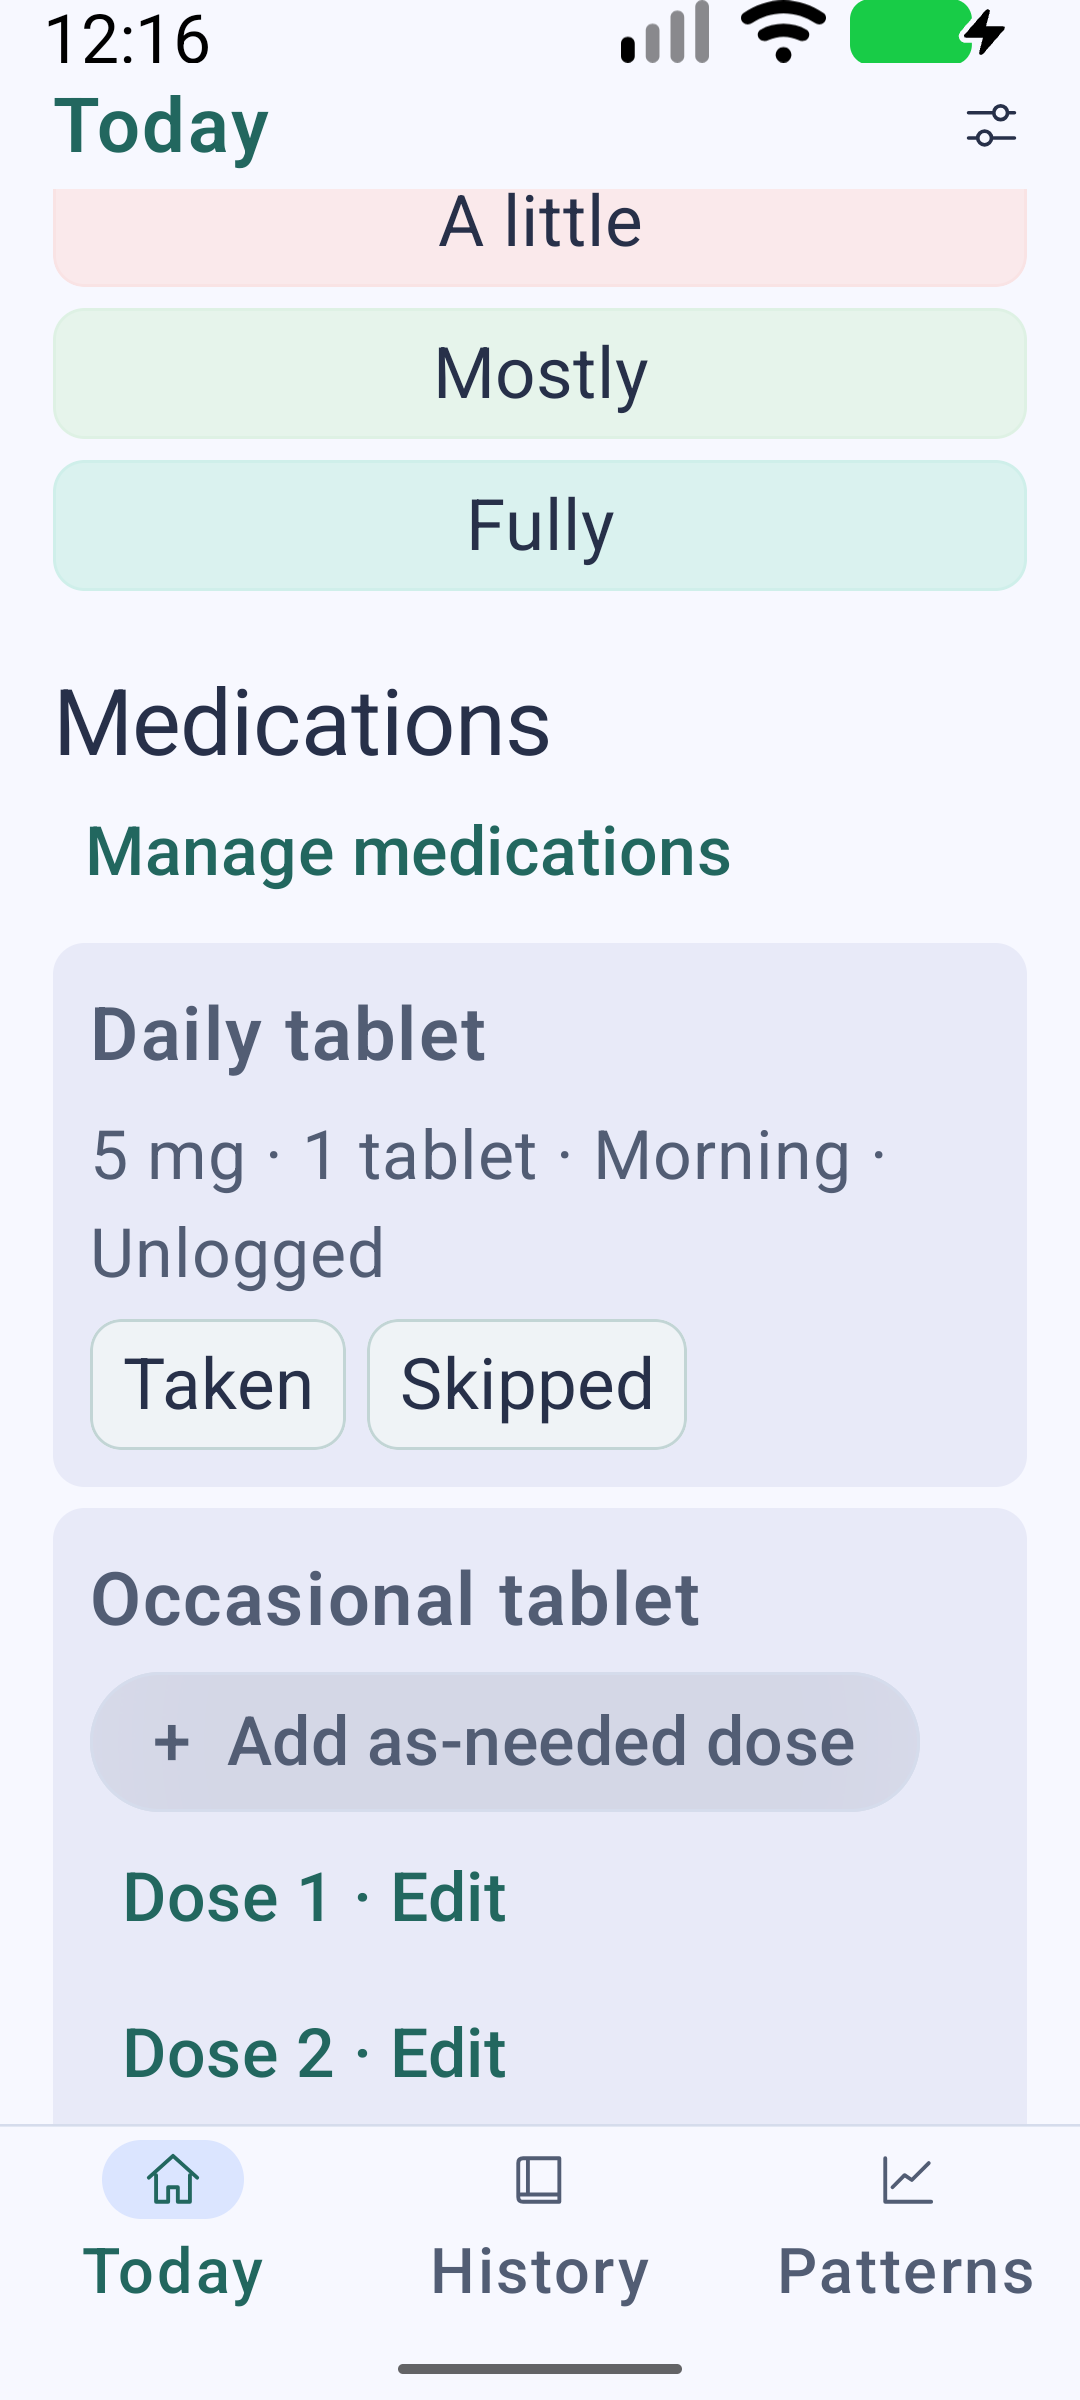 12:16
Today
A little
Mostly
Fully
Medications
Manage medications
Daily tablet
5 mg · 1 tablet · Morning ·
Unlogged
Taken
Skipped
Occasional tablet
+ Add as-needed dose
Dose 1 · Edit
Dose 2 · Edit
Today
History
Patterns